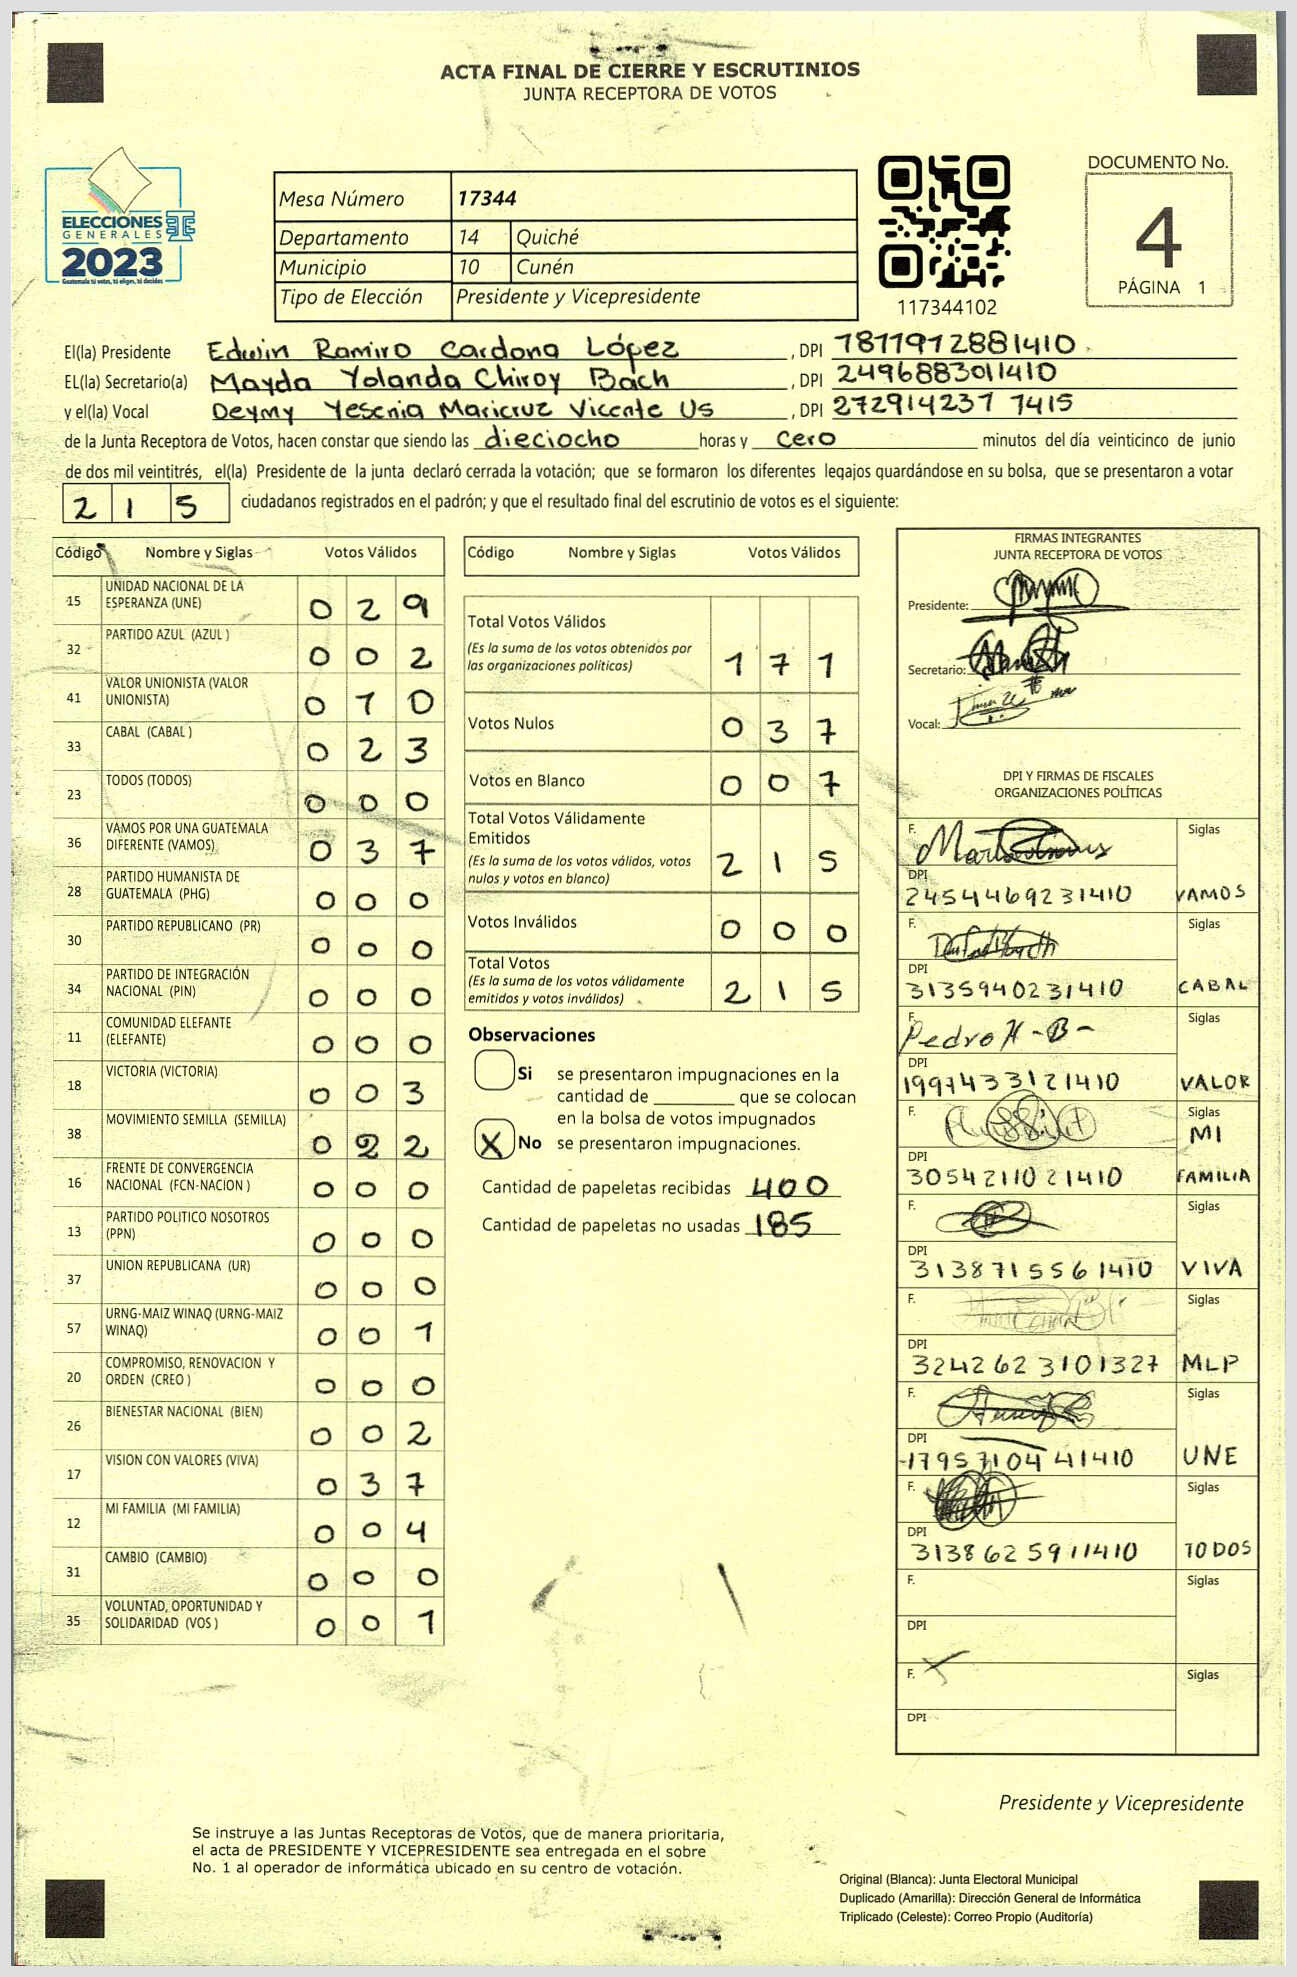 ACTA FINAL DE CIERRE Y ESCRUTINIOS
JUNTA RECEPTORA DE VOTOS
ELECCIONES
GENERALES
2023
Guatemala tú votas, tú eliges, tú decides
Mesa Número 17344
Departamento 14 Quiché
Municipio 10 Cunén
Tipo de Elección Presidente y Vicepresidente
117344102
DOCUMENTO No.
4
PÁGINA 1
El(la) Presidente Edwin Ramiro Cardona López , DPI 7811912881410
EL(la) Secretario(a) Mayda Yolanda Chiroy Bach , DPI 2496883011410
y el(la) Vocal Deymy Yesenia Maricruz Vicente Us , DPI 272914237 1415
de la Junta Receptora de Votos, hacen constar que siendo las dieciocho horas y cero minutos del día veinticinco de junio
de dos mil veintitrés, el(la) Presidente de la junta declaró cerrada la votación; que se formaron los diferentes legajos guardándose en su bolsa, que se presentaron a votar
2 1 5 ciudadanos registrados en el padrón; y que el resultado final del escrutinio de votos es el siguiente:
Código Nombre y Siglas Votos Válidos
15 UNIDAD NACIONAL DE LA
ESPERANZA (UNE) 0 2 9
32 PARTIDO AZUL (AZUL ) 0 0 2
41 VALOR UNIONISTA (VALOR
UNIONISTA) 0 1 0
33 CABAL (CABAL ) 0 2 3
23 TODOS (TODOS) 0 0 0
36 VAMOS POR UNA GUATEMALA
DIFERENTE (VAMOS) 0 3 7
28 PARTIDO HUMANISTA DE
GUATEMALA (PHG) 0 0 0
30 PARTIDO REPUBLICANO (PR) 0 0 0
34 PARTIDO DE INTEGRACIÓN
NACIONAL (PIN) 0 0 0
11 COMUNIDAD ELEFANTE
(ELEFANTE) 0 0 0
18 VICTORIA (VICTORIA) 0 0 3
38 MOVIMIENTO SEMILLA (SEMILLA) 0 2 2
16 FRENTE DE CONVERGENCIA
NACIONAL (FCN-NACION ) 0 0 0
13 PARTIDO POLITICO NOSOTROS
(PPN) 0 0 0
37 UNION REPUBLICANA (UR) 0 0 0
57 URNG-MAIZ WINAQ (URNG-MAIZ
WINAQ) 0 0 1
20 COMPROMISO, RENOVACION Y
ORDEN (CREO ) 0 0 0
26 BIENESTAR NACIONAL (BIEN) 0 0 2
17 VISION CON VALORES (VIVA) 0 3 7
12 MI FAMILIA (MI FAMILIA) 0 0 4
31 CAMBIO (CAMBIO) 0 0 0
35 VOLUNTAD, OPORTUNIDAD Y
SOLIDARIDAD (VOS ) 0 0 1
Código Nombre y Siglas Votos Válidos
Total Votos Válidos
(Es la suma de los votos obtenidos por
las organizaciones políticas) 1 7 1
Votos Nulos 0 3 7
Votos en Blanco 0 0 7
Total Votos Válidamente
Emitidos
(Es la suma de los votos válidos, votos
nulos y votos en blanco) 2 1 5
Votos Inválidos 0 0 0
Total Votos
(Es la suma de los votos válidamente
emitidos y votos inválidos) 2 1 5
Observaciones
Si se presentaron impugnaciones en la
cantidad de que se colocan
en la bolsa de votos impugnados
X No se presentaron impugnaciones.
Cantidad de papeletas recibidas 400
Cantidad de papeletas no usadas 185
FIRMAS INTEGRANTES
JUNTA RECEPTORA DE VOTOS
Presidente:
Secretario:
Vocal:
DPI Y FIRMAS DE FISCALES
ORGANIZACIONES POLÍTICAS
F. Siglas
DPI
2454469231410 VAMOS
F. Siglas
DPI
3135940231410 CABAL
F. Siglas
Pedro H - B -
DPI
1997433121410 VALOR
F. Siglas
MI
DPI
3054211021410 FAMILIA
F. Siglas
DPI
3138715561410 VIVA
F. Siglas
DPI
3242623101327 MLP
F. Siglas
DPI
1795710441410 UNE
F. Siglas
DPI
3138625911410 TODOS
F. Siglas
DPI
F. Siglas
DPI
Presidente y Vicepresidente
Se instruye a las Juntas Receptoras de Votos, que de manera prioritaria,
el acta de PRESIDENTE Y VICEPRESIDENTE sea entregada en el sobre
No. 1 al operador de informática ubicado en su centro de votación.
Original (Blanca): Junta Electoral Municipal
Duplicado (Amarilla): Dirección General de Informática
Triplicado (Celeste): Correo Propio (Auditoría)